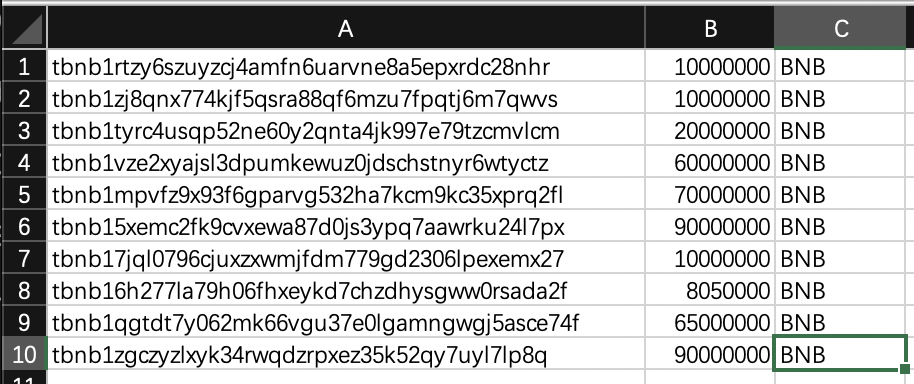 A B C
1 tbnb1rtzy6szuyzcj4amfn6uarvne8a5epxrdc28nhr 10000000 BNB
2 tbnb1zj8qnx774kjf5qsra88qf6mzu7fpqtj6m7qwvs 10000000 BNB
3 tbnb1tyrc4usqp52ne60y2qnta4jk997e79tzcmvlcm 20000000 BNB
4 tbnb1vze2xyajsl3dpumkewuz0jdschstnyr6wtyctz 60000000 BNB
5 tbnb1mpvfz9x93f6gparvg532ha7kcm9kc35xprq2fl 70000000 BNB
6 tbnb15xemc2fk9cvxewa87d0js3ypq7aawrku24l7px 90000000 BNB
7 tbnb17jql0796cjuxzxwmjfdm779gd2306lpexemx27 10000000 BNB
8 tbnb16h277la79h06fhxeykd7chzdhysgww0rsada2f 8050000 BNB
9 tbnb1qgtdt7y062mk66vgu37e0lgamngwgj5asce74f 65000000 BNB
10 tbnb1zgczyzlxyk34rwqdzrpxez35k52qy7uyl7lp8q 90000000 BNB